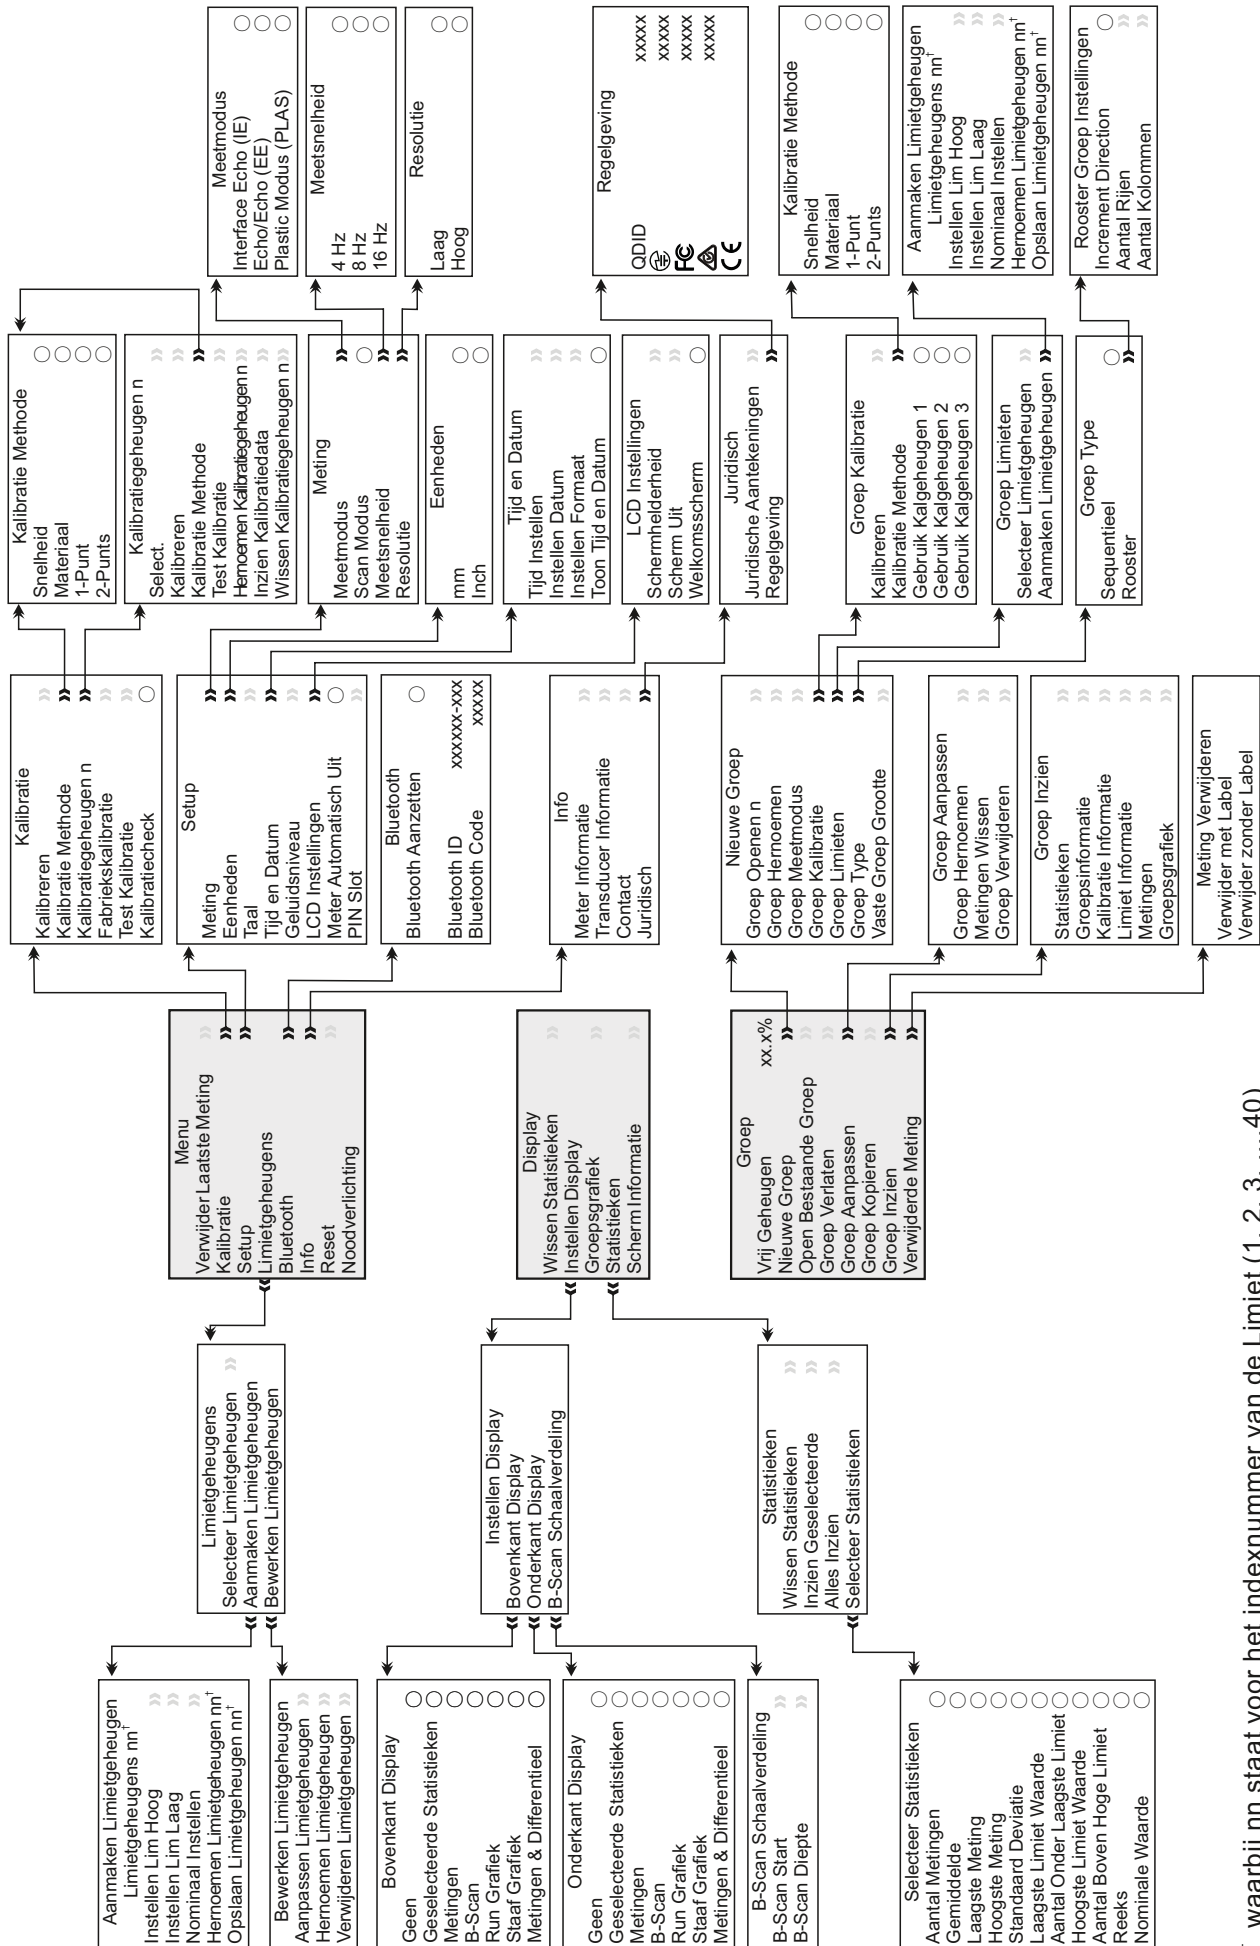 Aanmaken Limietgeheugen
Limietgeheugens nn†
Instellen Lim Hoog
Instellen Lim Laag
Nominaal Instellen
Hernoemen Limietgeheugen nn†
Opslaan Limietgeheugen nn†
Bewerken Limietgeheugen
Aanpassen Limietgeheugen
Hernoemen Limietgeheugen
Verwijderen Limietgeheugen
Bovenkant Display
Geen
Geselecteerde Statistieken
Metingen
B-Scan
Run Grafiek
Staaf Grafiek
Metingen & Differentieel
Onderkant Display
Geen
Geselecteerde Statistieken
Metingen
B-Scan
Run Grafiek
Staaf Grafiek
Metingen & Differentieel
B-Scan Schaalverdeling
B-Scan Start
B-Scan Diepte
Selecteer Statistieken
Aantal Metingen
Gemiddelde
Laagste Meting
Hoogste Meting
Standaard Deviatie
Laagste Limiet Waarde
Aantal Onder Laagste Limiet
Hoogste Limiet Waarde
Aantal Boven Hoge Limiet
Reeks
Nominale Waarde
Limietgeheugens
Selecteer Limietgeheugen
Aanmaken Limietgeheugen
Bewerken Limietgeheugen
Instellen Display
Bovenkant Display
Onderkant Display
B-Scan Schaalverdeling
Statistieken
Wissen Statistieken
Inzien Geselecteerde
Alles Inzien
Selecteer Statistieken
Menu
Verwijder Laatste Meting
Kalibratie
Setup
Limietgeheugens
Bluetooth
Info
Reset
Noodverlichting
Display
Wissen Statistieken
Instellen Display
Groepsgrafiek
Statistieken
Scherm Informatie
Groep
Vrij Geheugen xx.x%
Nieuwe Groep
Open Bestaande Groep
Groep Verlaten
Groep Aanpassen
Groep Kopieren
Groep Inzien
Verwijderde Meting
Kalibratie
Kalibreren
Kalibratie Methode
Kalibratiegeheugen n
Fabriekskalibratie
Test Kalibratie
Kalibratiecheck
Setup
Meting
Eenheden
Taal
Tijd en Datum
Geluidsniveau
LCD Instellingen
Meter Automatisch Uit
PIN Slot
Bluetooth
Bluetooth Aanzetten
Bluetooth ID xxxxxx-xxx
Bluetooth Code xxxxx
Info
Meter Informatie
Transducer Informatie
Contact
Juridisch
Nieuwe Groep
Groep Openen n
Groep Hernoemen
Groep Meetmodus
Groep Kalibratie
Groep Limieten
Groep Type
Vaste Groep Grootte
Groep Aanpassen
Groep Hernoemen
Metingen Wissen
Groep Verwijderen
Groep Inzien
Statistieken
Groepsinformatie
Kalibratie Informatie
Limiet Informatie
Metingen
Groepsgrafiek
Meting Verwijderen
Verwijder met Label
Verwijder zonder Label
Kalibratie Methode
Snelheid
Materiaal
1-Punt
2-Punts
Kalibratiegeheugen n
Select.
Kalibreren
Kalibratie Methode
Test Kalibratie
Hernoemen Kalibratiegeheugen n
Inzien Kalibratiedata
Wissen Kalibratiegeheugen n
Meting
Meetmodus
Scan Modus
Meetsnelheid
Resolutie
Eenheden
mm
Inch
Tijd en Datum
Tijd Instellen
Instellen Datum
Instellen Formaat
Toon Tijd en Datum
LCD Instellingen
Schermhelderheid
Scherm Uit
Welkomsscherm
Juridisch
Juridische Aantekeningen
Regelgeving
Groep Kalibratie
Kalibreren
Kalibratie Methode
Gebruik Kalgeheugen 1
Gebruik Kalgeheugen 2
Gebruik Kalgeheugen 3
Groep Limieten
Selecteer Limietgeheugen
Aanmaken Limietgeheugen
Groep Type
Sequentieel
Rooster
Meetmodus
Interface Echo (IE)
Echo/Echo (EE)
Plastic Modus (PLAS)
Meetsnelheid
4 Hz
8 Hz
16 Hz
Resolutie
Laag
Hoog
Regelgeving
QDID xxxxx
xxxxx
FC xxxxx
xxxxx
CE
Kalibratie Methode
Snelheid
Materiaal
1-Punt
2-Punts
Aanmaken Limietgeheugen
Limietgeheugens nn†
Instellen Lim Hoog
Instellen Lim Laag
Nominaal Instellen
Hernoemen Limietgeheugen nn†
Opslaan Limietgeheugen nn†
Rooster Groep Instellingen
Increment Direction
Aantal Rijen
Aantal Kolommen
waarbij nn staat voor het indexnummer van de Limiet (1, 2, 3, ... 40)